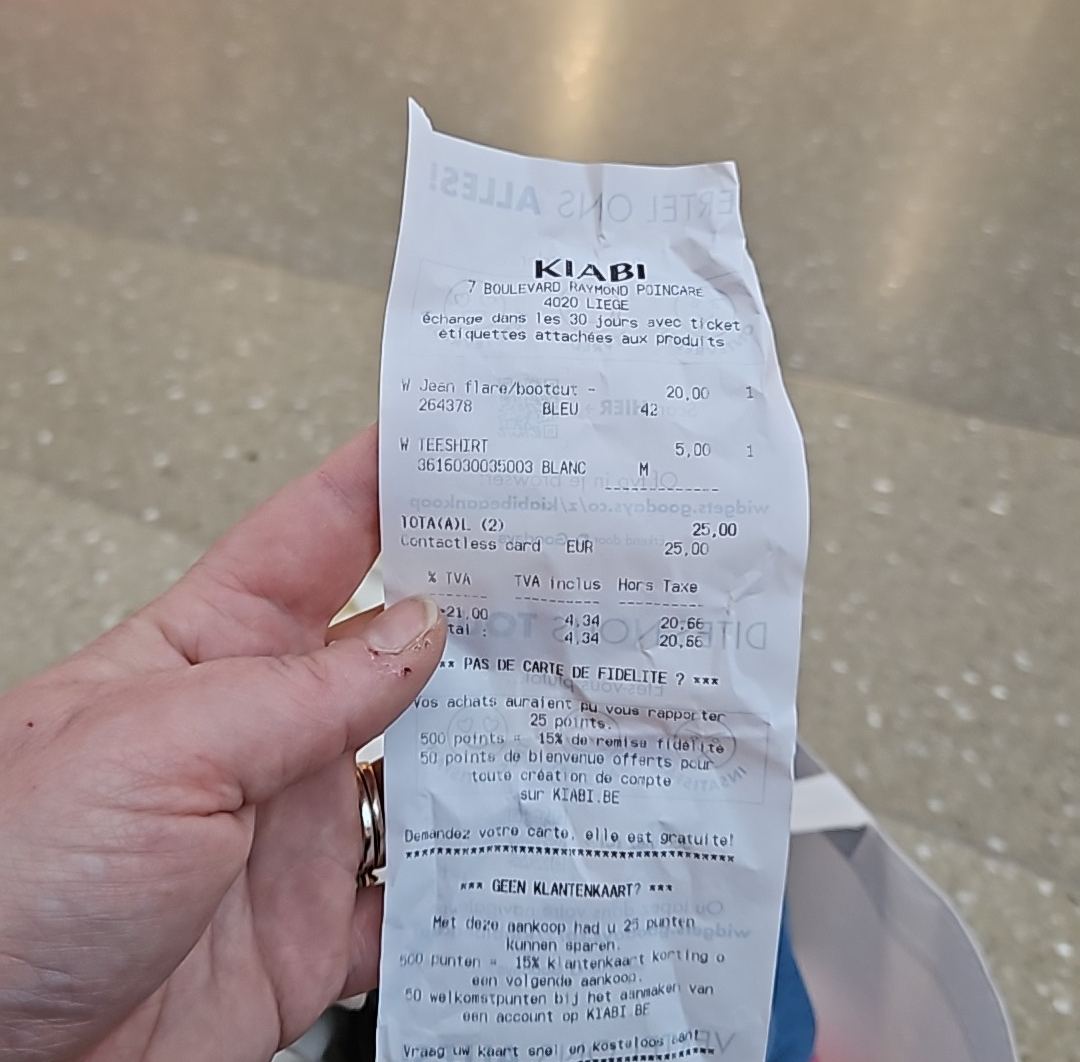 KIABI
7 BOULEVARD RAYMOND POINCARE
4020 LIEGE
échange dans les 30 jours avec ticket
étiquettes attachées aux produits
W Jean flare/bootcut - 20,00 1
264378 BLEU 42
W TEESHIRT 5,00 1
3616030035003 BLANC M
TOTA(A)L (2) 25,00
Contactless card EUR 25,00
% TVA TVA inclus Hors Taxe
21,00 4,34 20,66
tal : 4,34 20,66
** PAS DE CARTE DE FIDELITE ? ***
Vos achats auraient pu vous rapporter
25 points.
500 points = 15% de remise fidélité
50 points de bienvenue offerts pour
toute création de compte
sur KIABI.BE
Demandez votre carte, elle est gratuite!
*** GEEN KLANTENKAART? ***
Met deze aankoop had u 25 punten
kunnen sparen.
500 punten = 15% klantenkaart korting o
een volgende aankoop.
50 welkomstpunten bij het aanmaken van
een account op KIABI.BE
Vraag uw kaart snel en kosteloos aan!